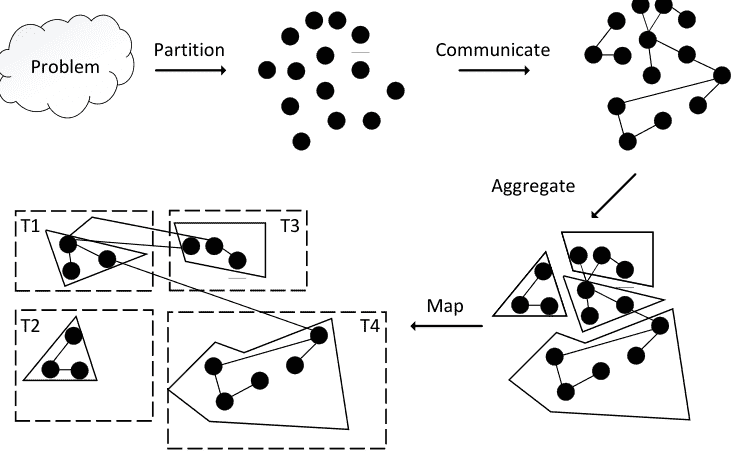 Problem
Partition
Communicate
Aggregate
Map
T1
T3
T2
T4